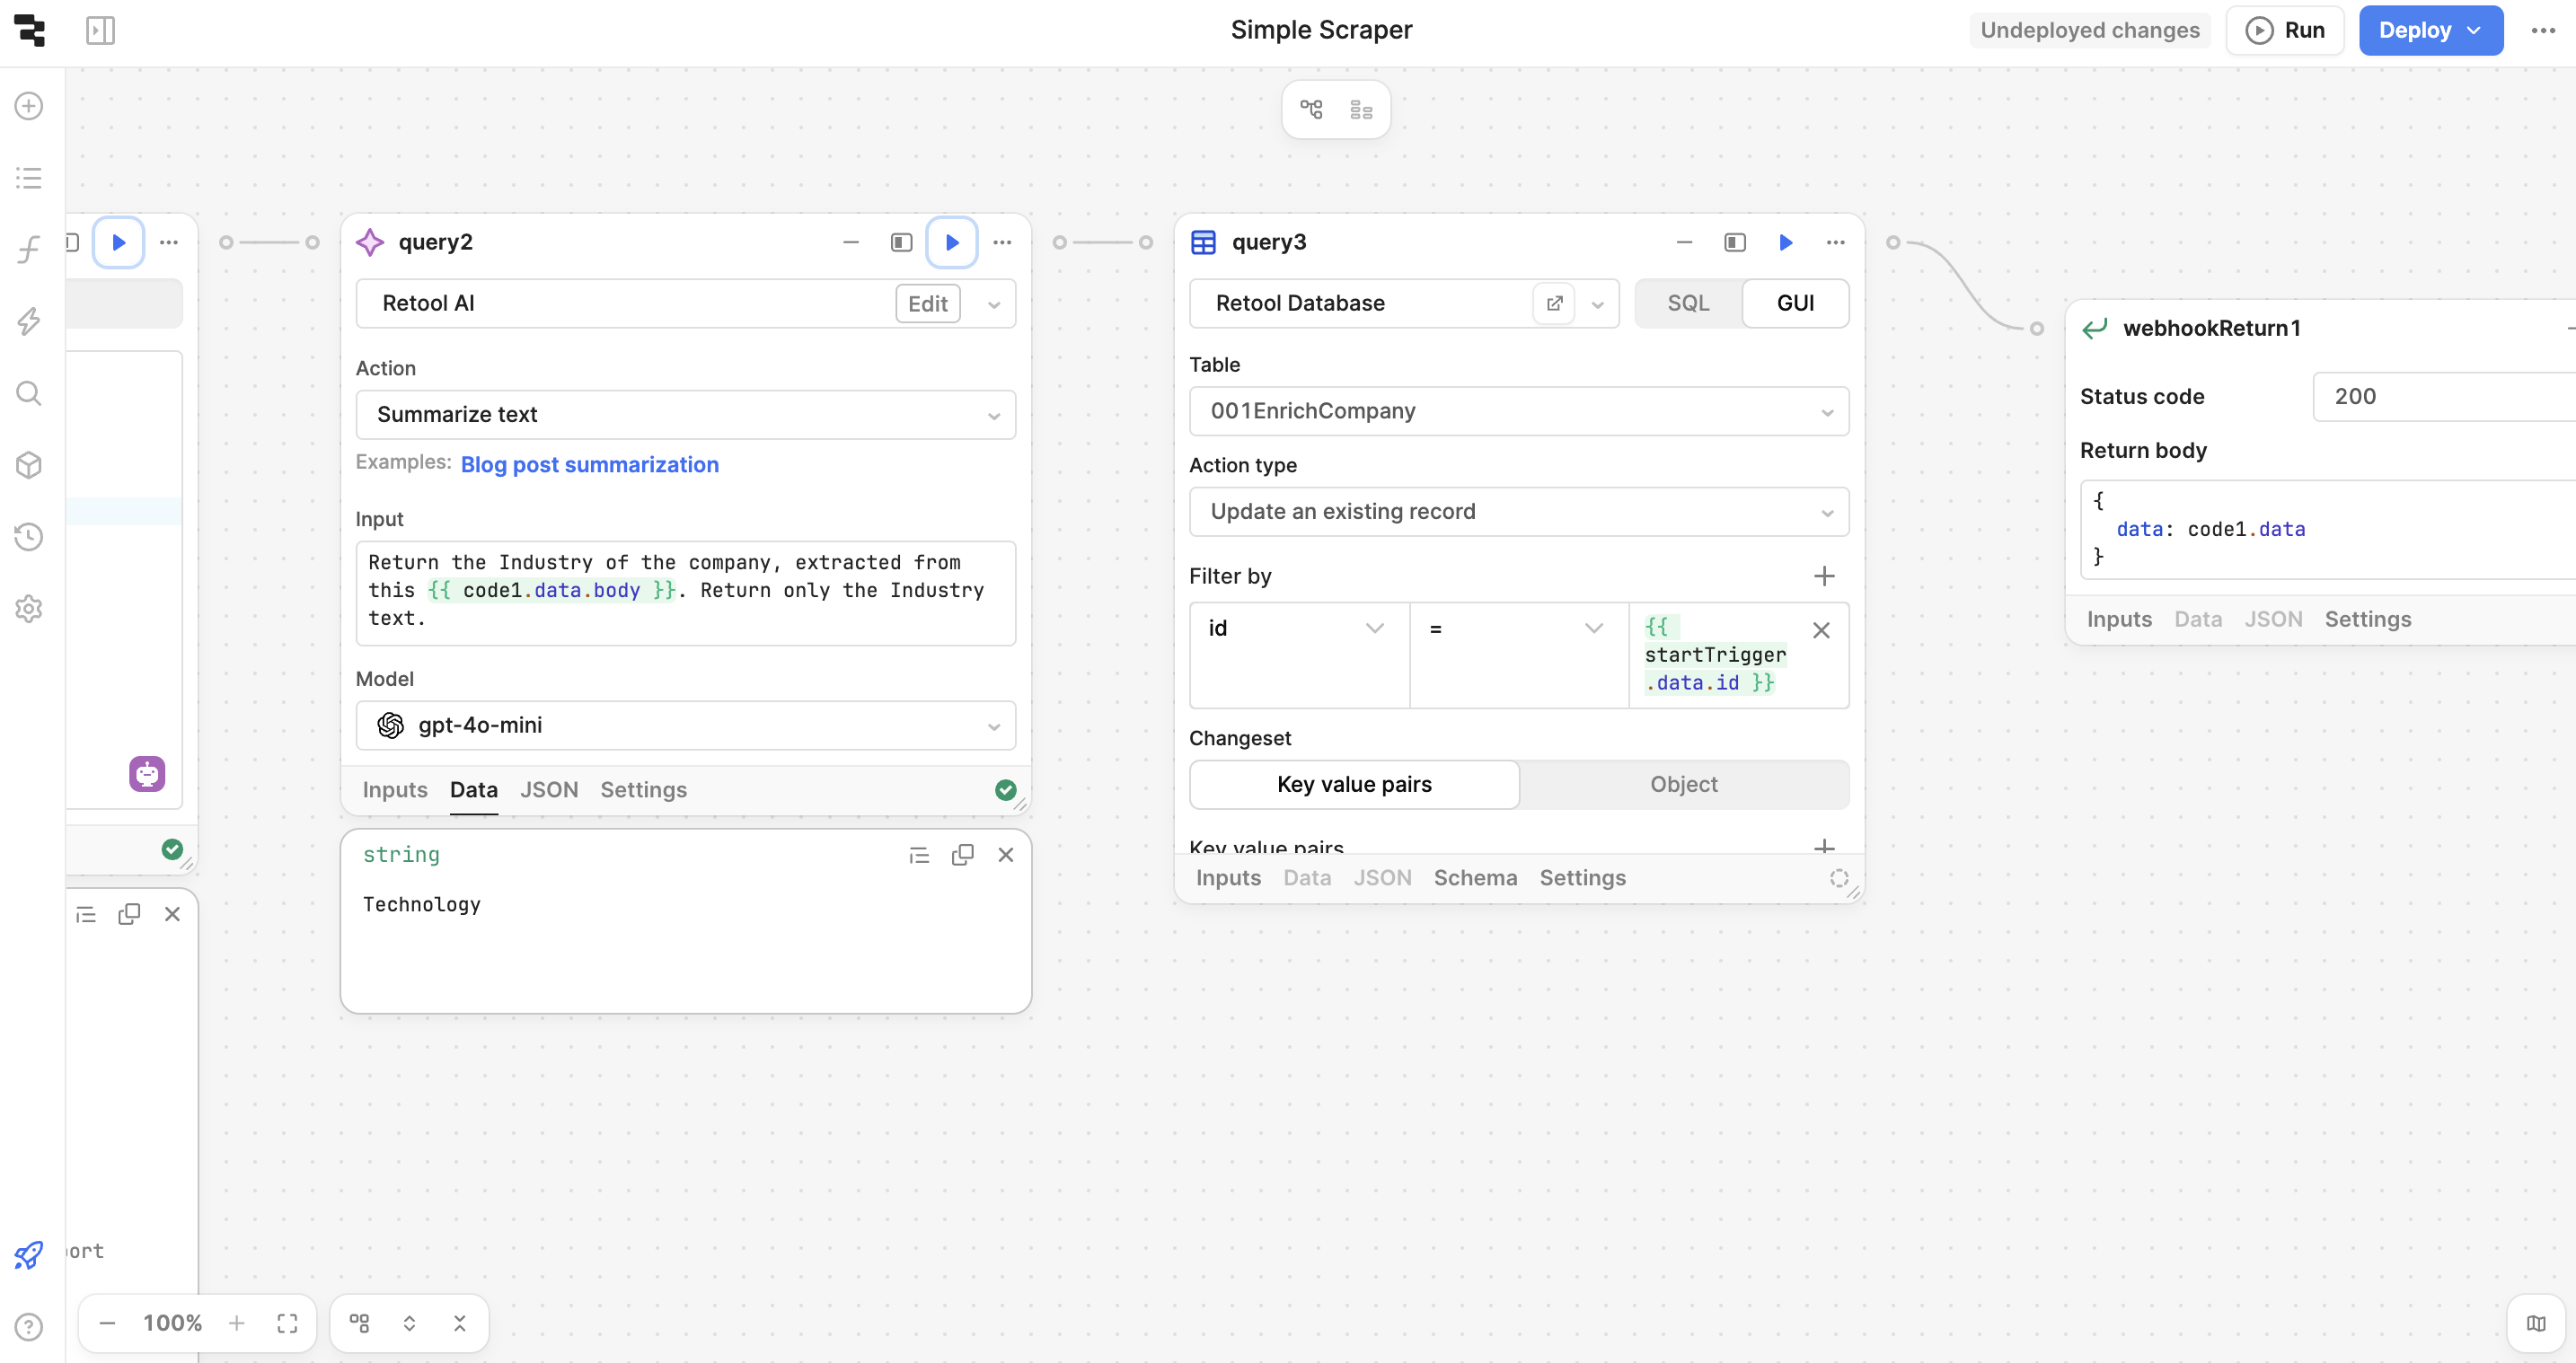 Simple Scraper
Undeployed changes
Run
Deploy
query2
Retool AI
Edit
Action
Summarize text
Examples: Blog post summarization
Input
Return the Industry of the company, extracted from
this {{ code1.data.body }}. Return only the Industry
text.
Model
gpt-4o-mini
Inputs Data JSON Settings
string
Technology
query3
Retool Database
SQL
GUI
Table
001EnrichCompany
Action type
Update an existing record
Filter by
id
=
{{
startTrigger
.data.id }}
Changeset
Key value pairs
Object
Key value pairs
Inputs Data JSON Schema Settings
webhookReturn1
Status code
200
Return body
{
data: code1.data
}
Inputs Data JSON Settings
100%